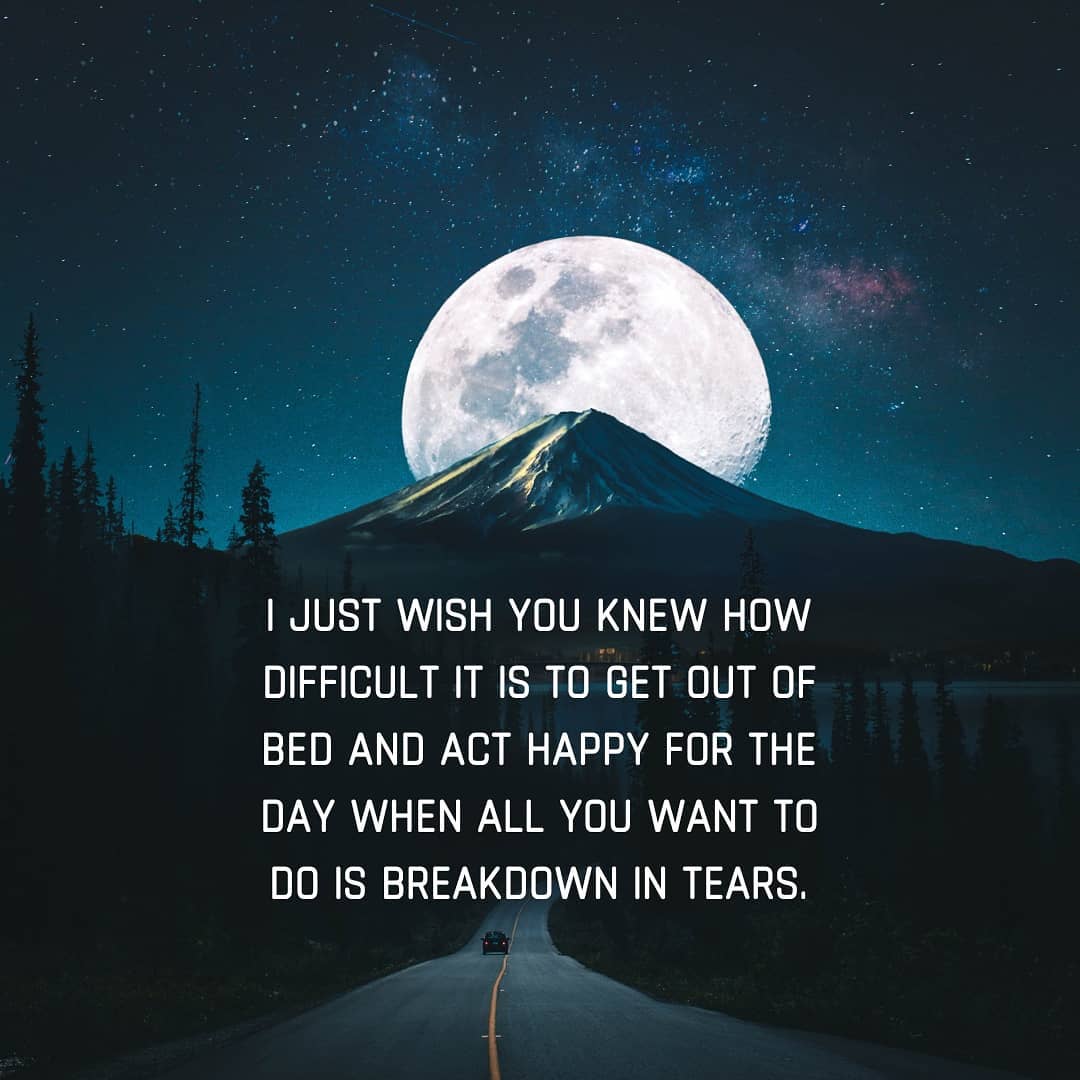 I JUST WISH YOU KNEW HOW
DIFFICULT IT IS TO GET OUT OF
BED AND ACT HAPPY FOR THE
DAY WHEN ALL YOU WANT TO
DO IS BREAKDOWN IN TEARS.